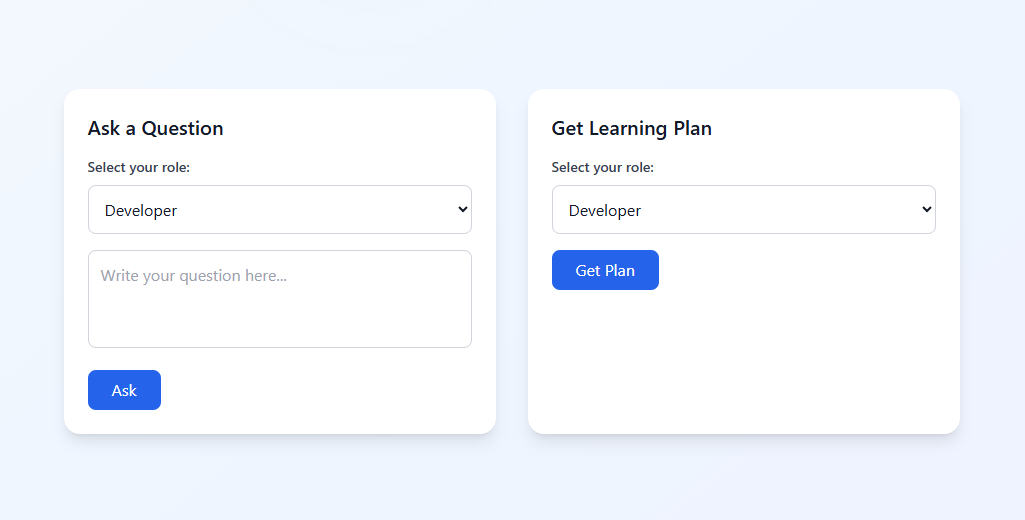 Ask a Question
Select your role:
Developer
Write your question here...
Ask
Get Learning Plan
Select your role:
Developer
Get Plan